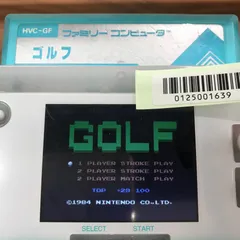 HVC-GF ファミリー コンピュータ
ゴルフ
0125001639
GOLF
1 PLAYER STROKE PLAY
2 PLAYER STROKE PLAY
2 PLAYER MATCH PLAY
TOP +29 100
©1984 NINTENDO CO.,LTD.
SELECT START